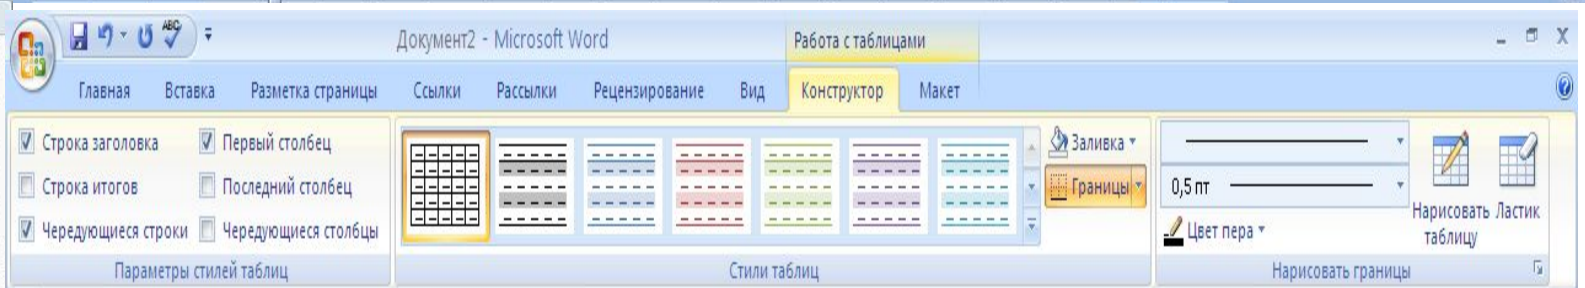 ABC
Документ2 - Microsoft Word
Работа с таблицами
Главная Вставка Разметка страницы Ссылки Рассылки Рецензирование Вид Конструктор Макет
Строка заголовка Первый столбец
Строка итогов Последний столбец
Чередующиеся строки Чередующиеся столбцы
Параметры стилей таблиц
Заливка
Границы
Стили таблиц
0,5 пт
Цвет пера
Нарисовать таблицу
Ластик
Нарисовать границы